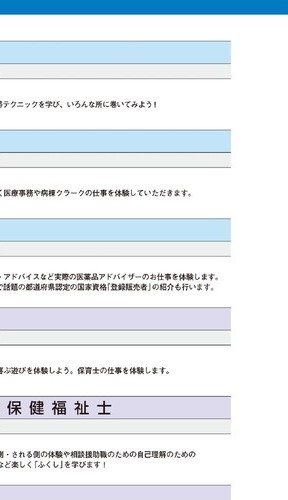 テクニックを学び、いろんな所に巻いてみよう!
医療事務や病棟クラークの仕事を体験していただきます。
・アドバイスなど実際の医薬品アドバイザーのお仕事を体験します。
話題の都道府県認定の国家資格「登録販売者」の紹介も行います。
喜ぶ遊びを体験しよう。保育士の仕事を体験します。
保健福祉士
側・される側の体験や相談援助職のための自己理解のための
など楽しく「ふくし」を学びます!